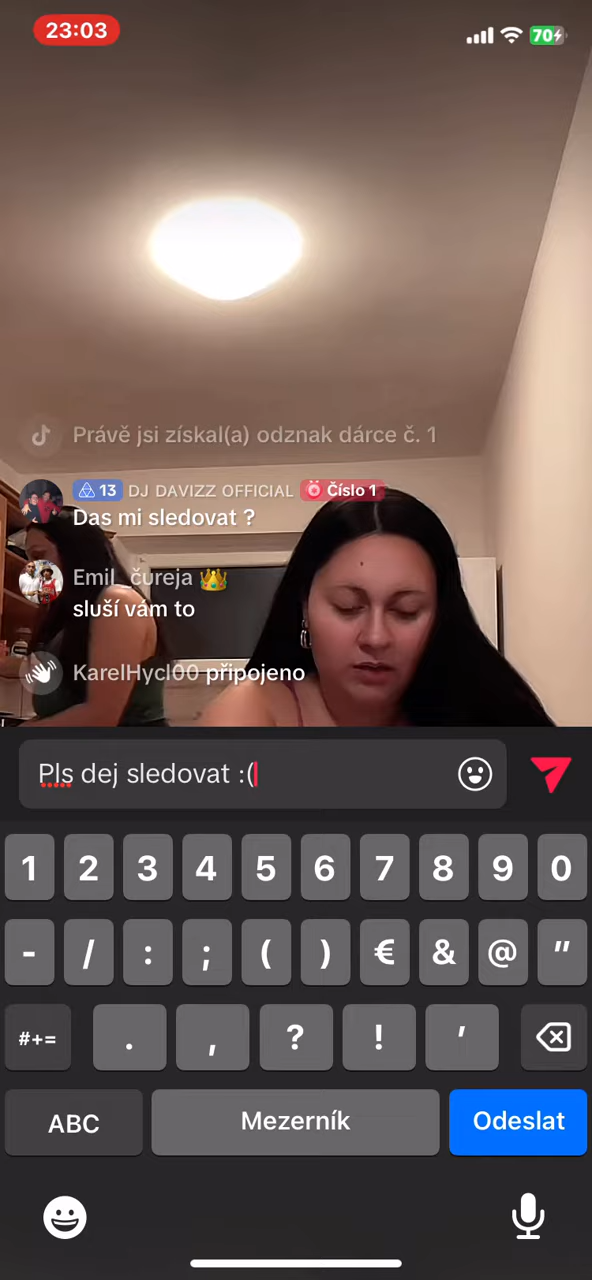 23:03
70
Právě jsi získal(a) odznak dárce č. 1
13 DJ DAVIZZ OFFICIAL Číslo 1
Das mi sledovat ?
Emil_čureja
sluší vám to
KarelHycl00 připojeno
Pls dej sledovat :(
1 2 3 4 5 6 7 8 9 0
- / : ; ( ) € & @ "
#+= . , ? ! '
ABC Mezerník Odeslat